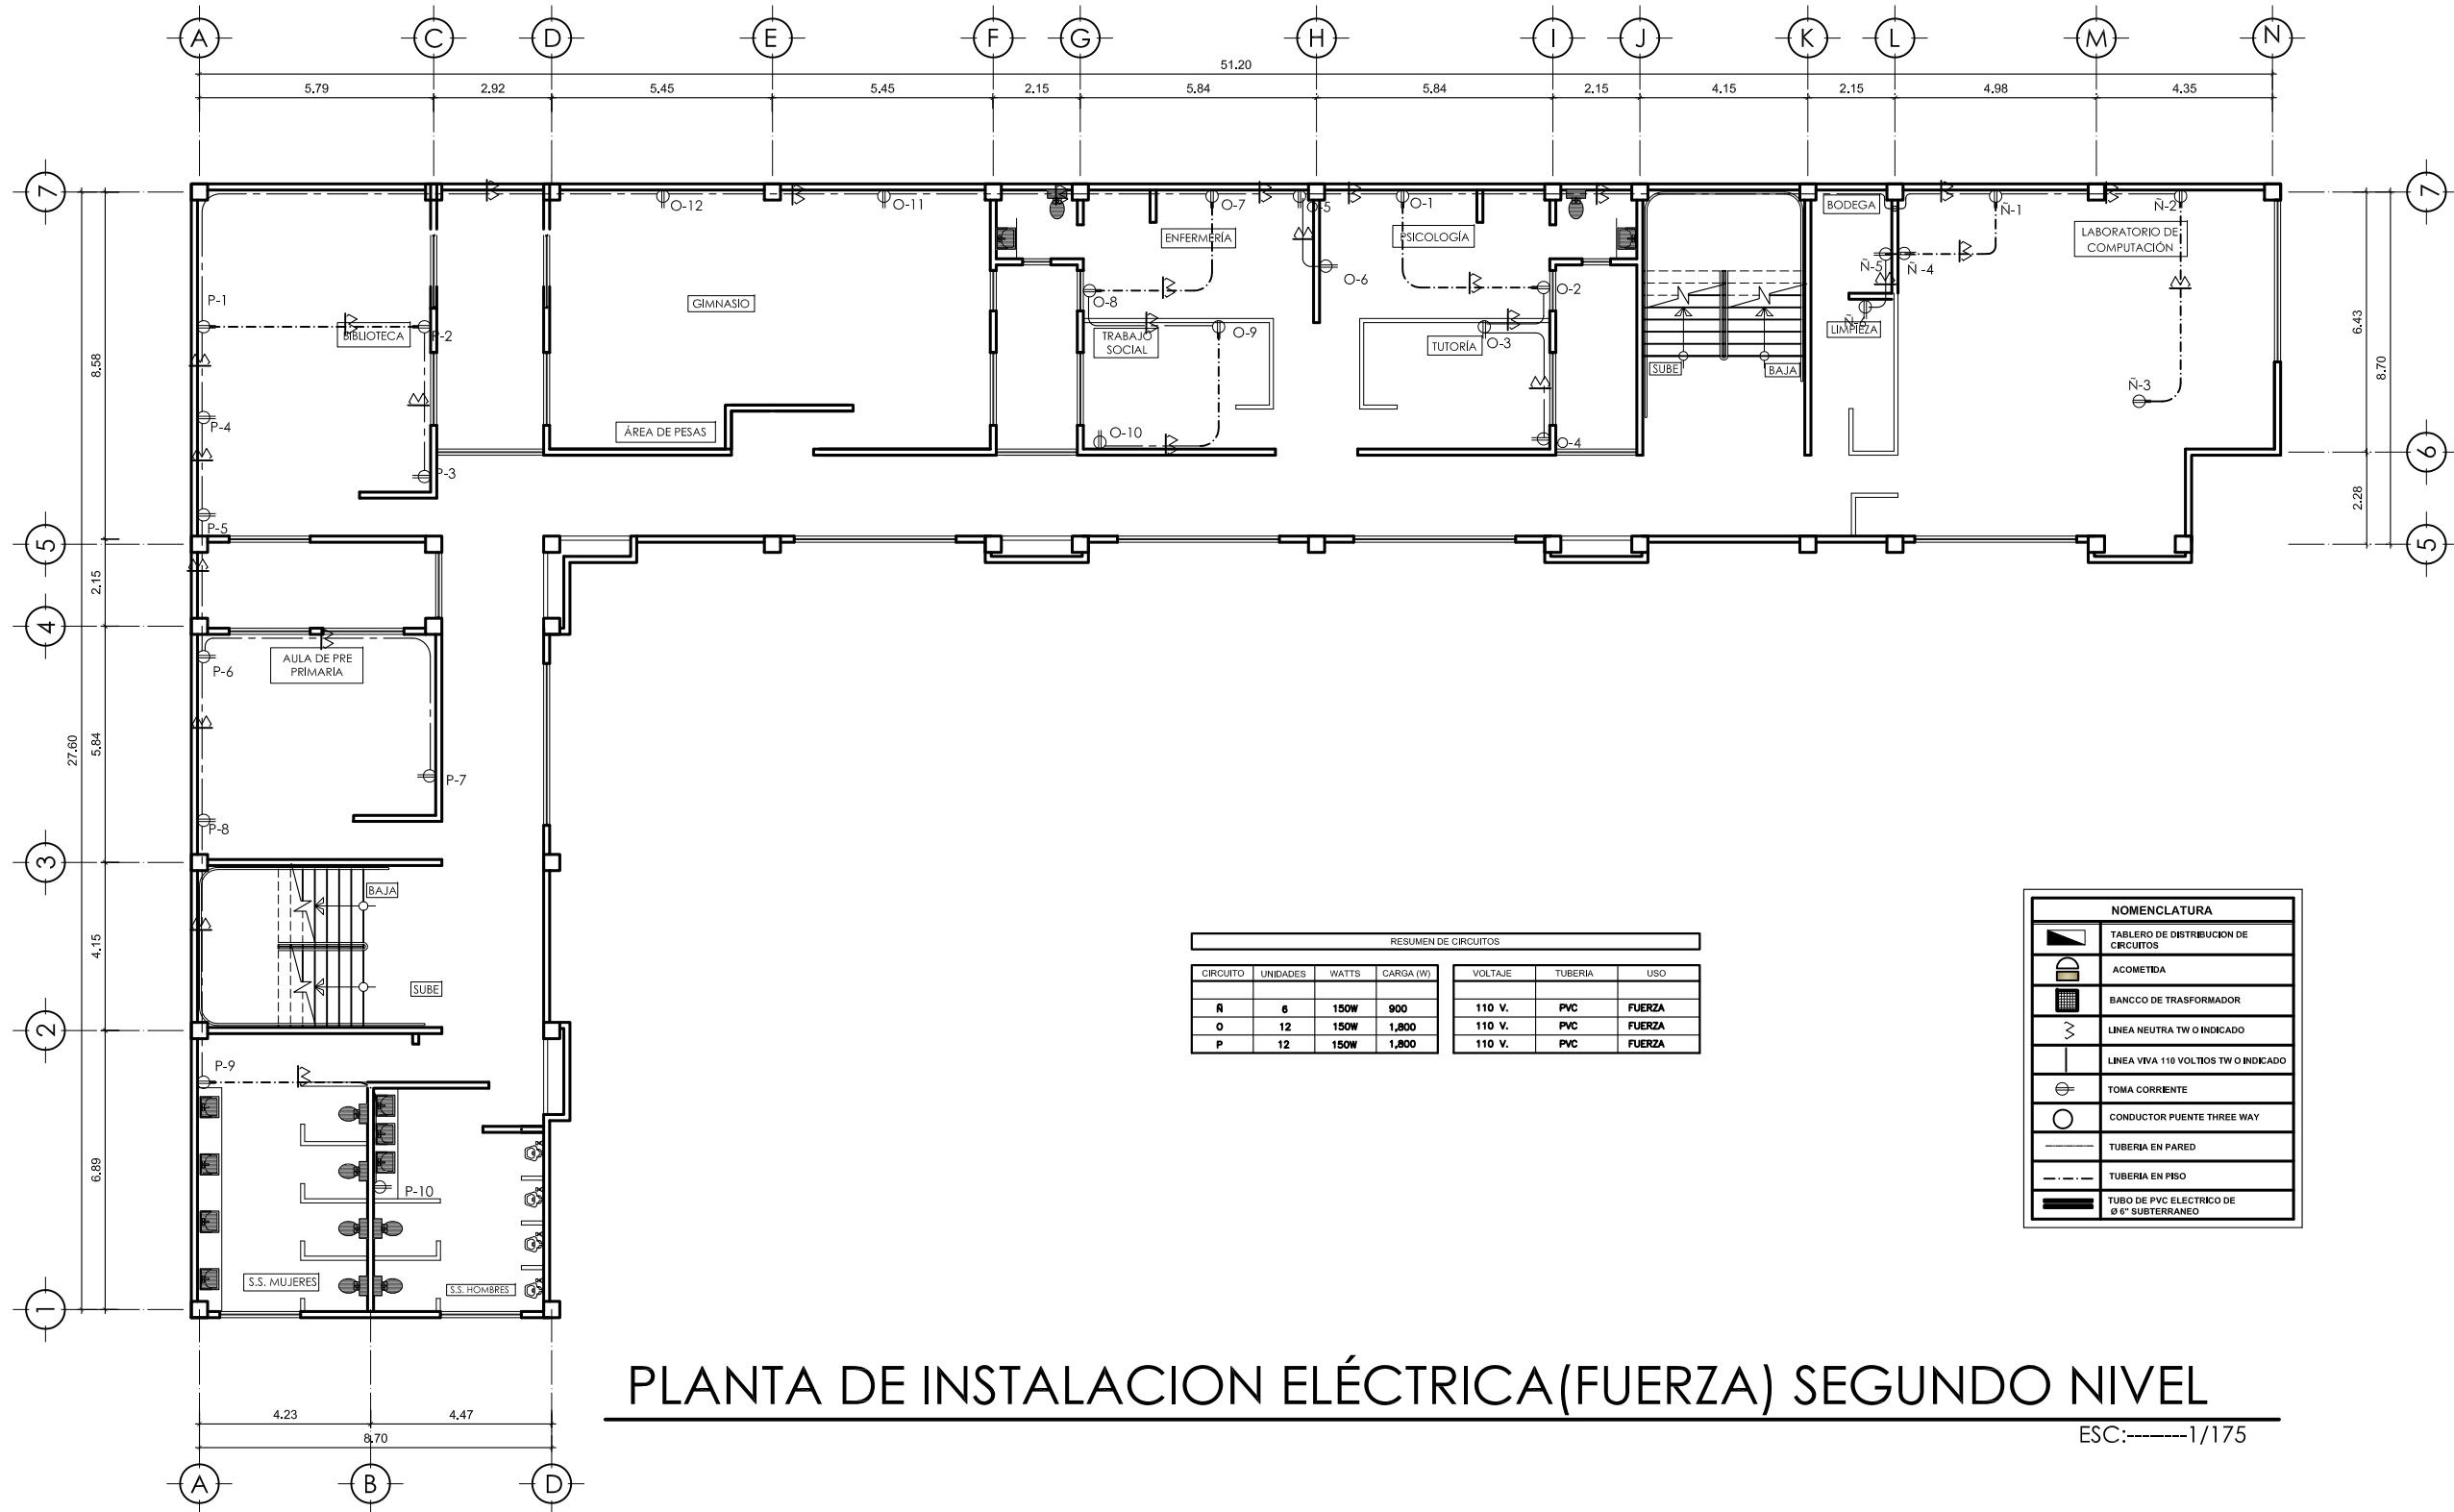 A C D E F G H I J K L M N
51.20
5.79 2.92 5.45 5.45 2.15 5.84 5.84 2.15 4.15 2.15 4.98 4.35
7 7
O-12 O-11 O-7 O-5 O-1 BODEGA Ñ-1 Ñ-2
ENFERMERÍA PSICOLOGÍA
LABORATORIO DE
COMPUTACIÓN
Ñ-5 Ñ -4
O-6
P-1 GIMNASIO O-8 O-2
BIBLIOTECA P-2
TRABAJO
SOCIAL
O-9
TUTORÍA O-3
Ñ-6
LIMPIEZA
SUBE BAJA
Ñ-3
8.58 6.43 8.70
P-4 ÁREA DE PESAS O-10 O-4
6
P-3
2.28
P-5
5 5
2.15
4
P-6
AULA DE PRE
PRIMARIA
27.60 5.84
P-7
P-8
3
BAJA
4.15
SUBE
2
P-9
6.89
P-10
S.S. MUJERES S.S. HOMBRES
1
4.23 4.47
8.70
A B D
RESUMEN DE CIRCUITOS
CIRCUITO UNIDADES WATTS CARGA (W) VOLTAJE TUBERIA USO
Ñ 6 150W 900 110 V. PVC FUERZA
O 12 150W 1,800 110 V. PVC FUERZA
P 12 150W 1,800 110 V. PVC FUERZA
NOMENCLATURA
TABLERO DE DISTRIBUCION DE
CIRCUITOS
ACOMETIDA
BANCCO DE TRASFORMADOR
LINEA NEUTRA TW O INDICADO
LINEA VIVA 110 VOLTIOS TW O INDICADO
TOMA CORRIENTE
CONDUCTOR PUENTE THREE WAY
TUBERIA EN PARED
TUBERIA EN PISO
TUBO DE PVC ELECTRICO DE
Ø 6" SUBTERRANEO
PLANTA DE INSTALACION ELÉCTRICA(FUERZA) SEGUNDO NIVEL
ESC:--------1/175